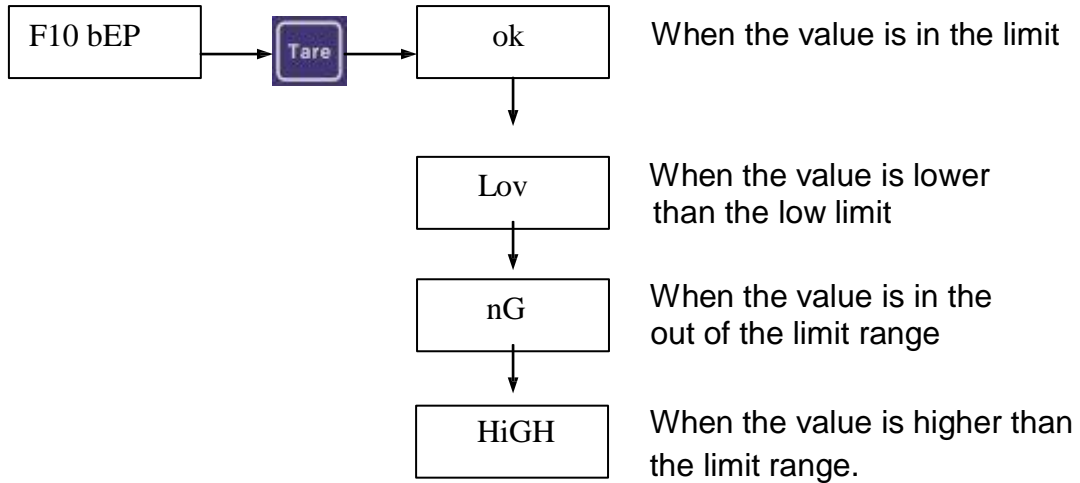 F10 bEP
Tare
ok
When the value is in the limit
Lov
When the value is lower
than the low limit
nG
When the value is in the
out of the limit range
HiGH
When the value is higher than
the limit range.